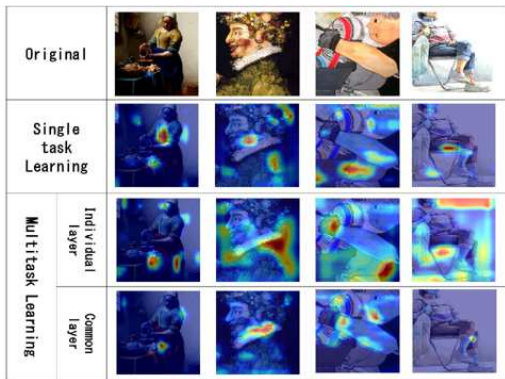 Original
Single
task
Learning
Multitask Learning
Individual
layer
Common
layer